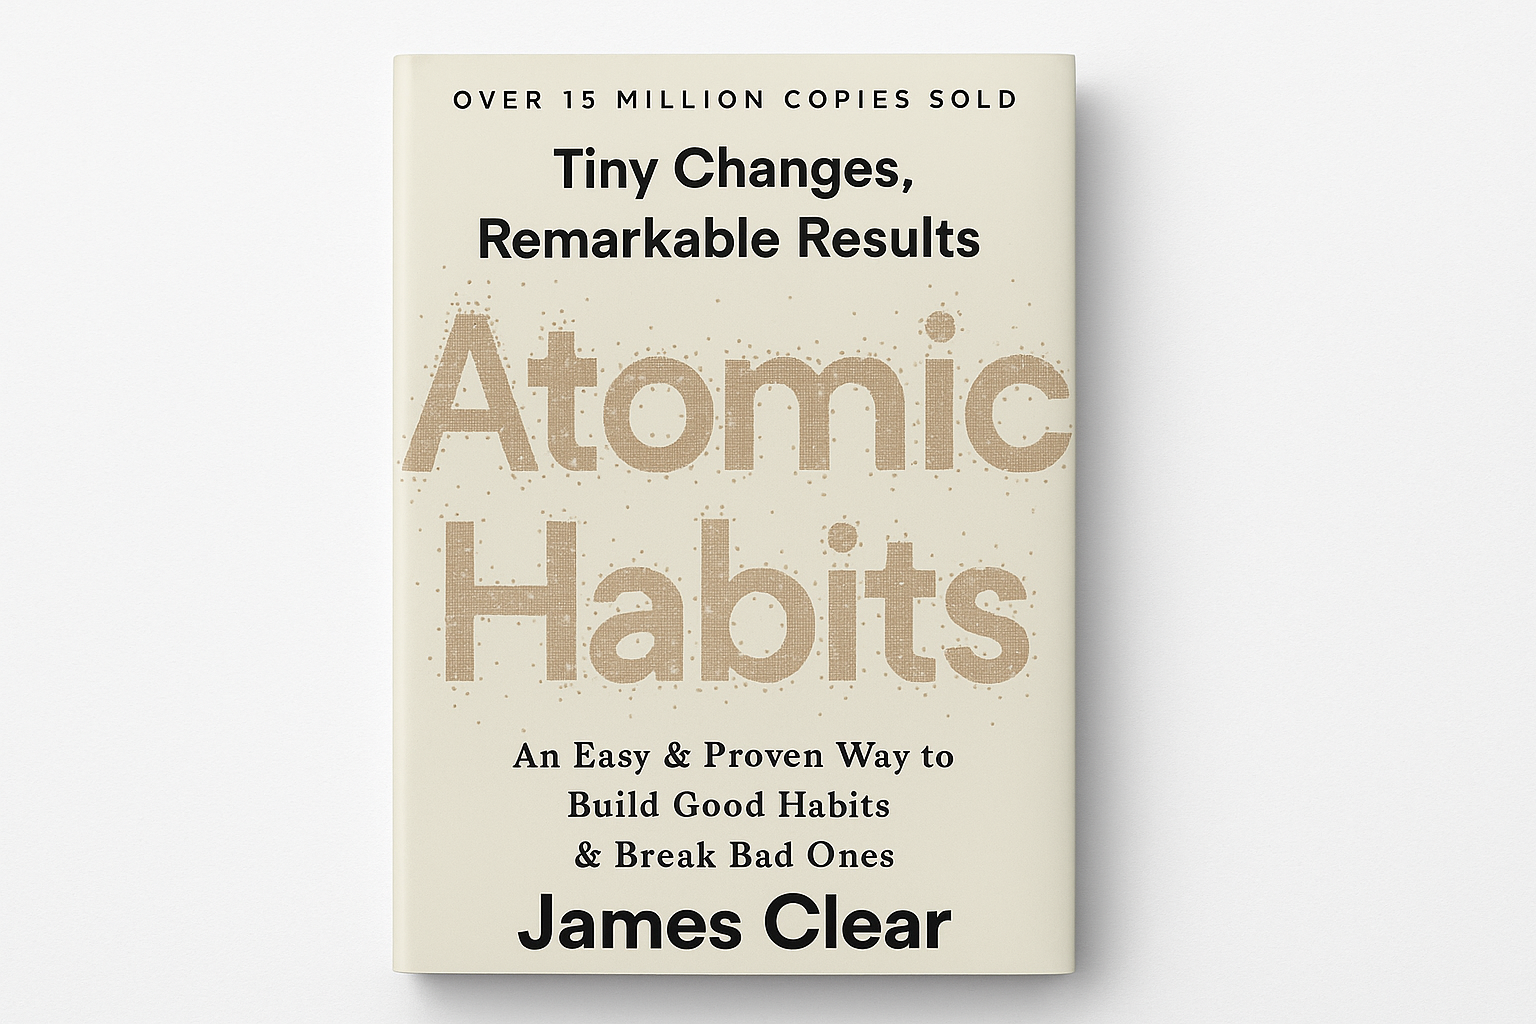 OVER 15 MILLION COPIES SOLD
Tiny Changes,
Remarkable Results
Atomic
Habits
An Easy & Proven Way to
Build Good Habits
& Break Bad Ones
James Clear